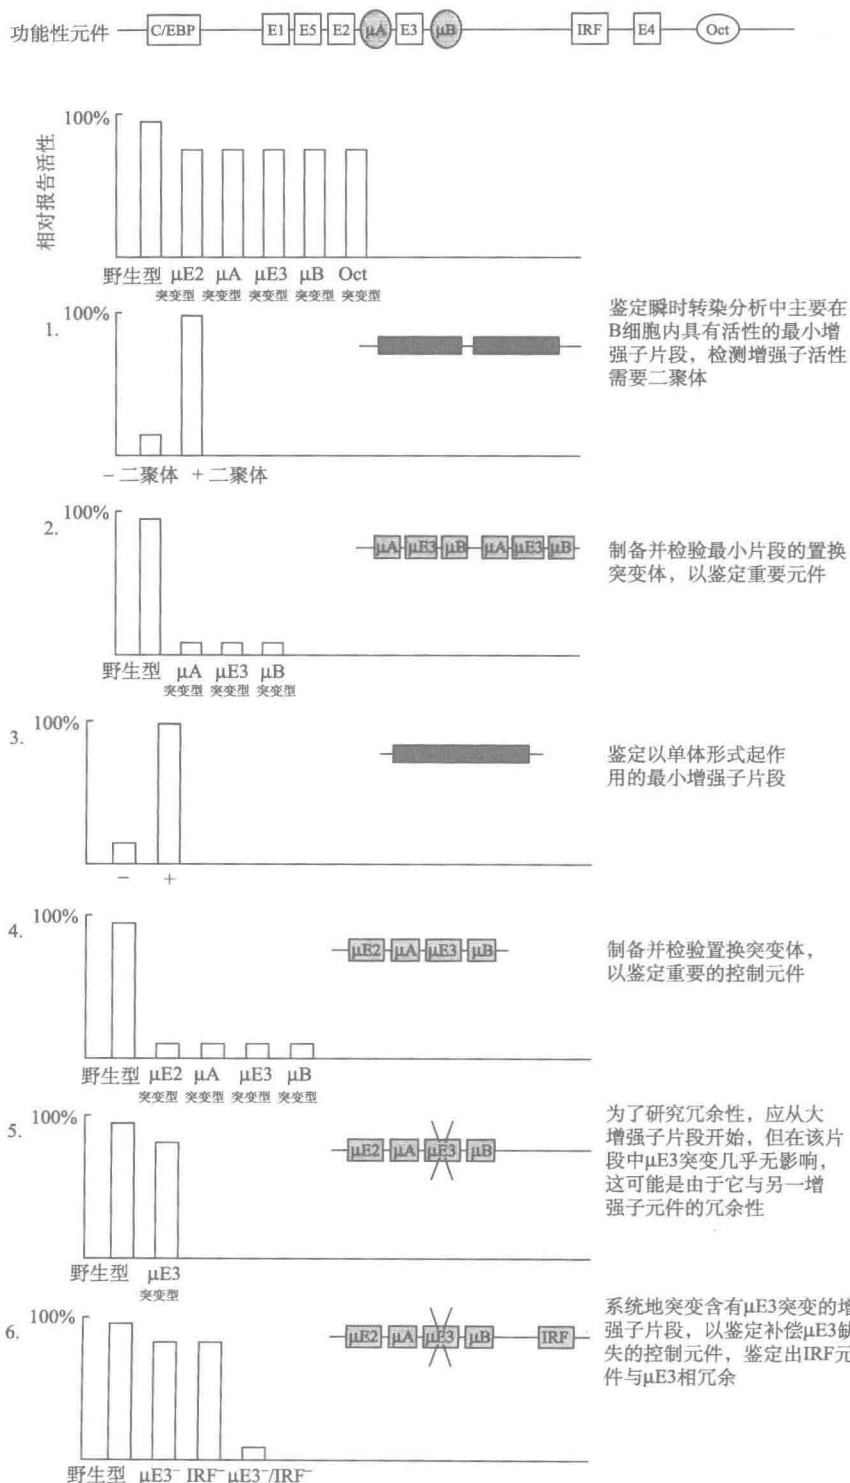 功能性元件 C/EBP E1 E5 E2 μA E3 μB IRF E4 Oct
100%
相对报告活性
野生型 μE2 μA μE3 μB Oct
突变型 突变型 突变型 突变型 突变型
1.
100%
鉴定瞬时转染分析中主要在
B细胞内具有活性的最小增
强子片段，检测增强子活性
需要二聚体
－二聚体 ＋二聚体
2.
100%
μA μE3 μB μA μE3 μB
制备并检验最小片段的置换
突变体，以鉴定重要元件
野生型 μA μE3 μB
突变型 突变型 突变型
3.
100%
鉴定以单体形式起作
用的最小增强子片段
− +
4.
100%
μE2 μA μE3 μB
制备并检验置换突变体，
以鉴定重要的控制元件
野生型 μE2 μA μE3 μB
突变型 突变型 突变型 突变型
5.
100%
μE2 μA μE3 μB
为了研究冗余性，应从大
增强子片段开始，但在该片
段中μE3突变几乎无影响，
这可能是由于它与另一增
强子元件的冗余性
野生型 μE3
突变型
6.
100%
μE2 μA μE3 μB IRF
系统地突变含有μE3突变的增
强子片段，以鉴定补偿μE3缺
失的控制元件，鉴定出IRF元
件与μE3相冗余
野生型 μE3⁻ IRF⁻ μE3⁻/IRF⁻